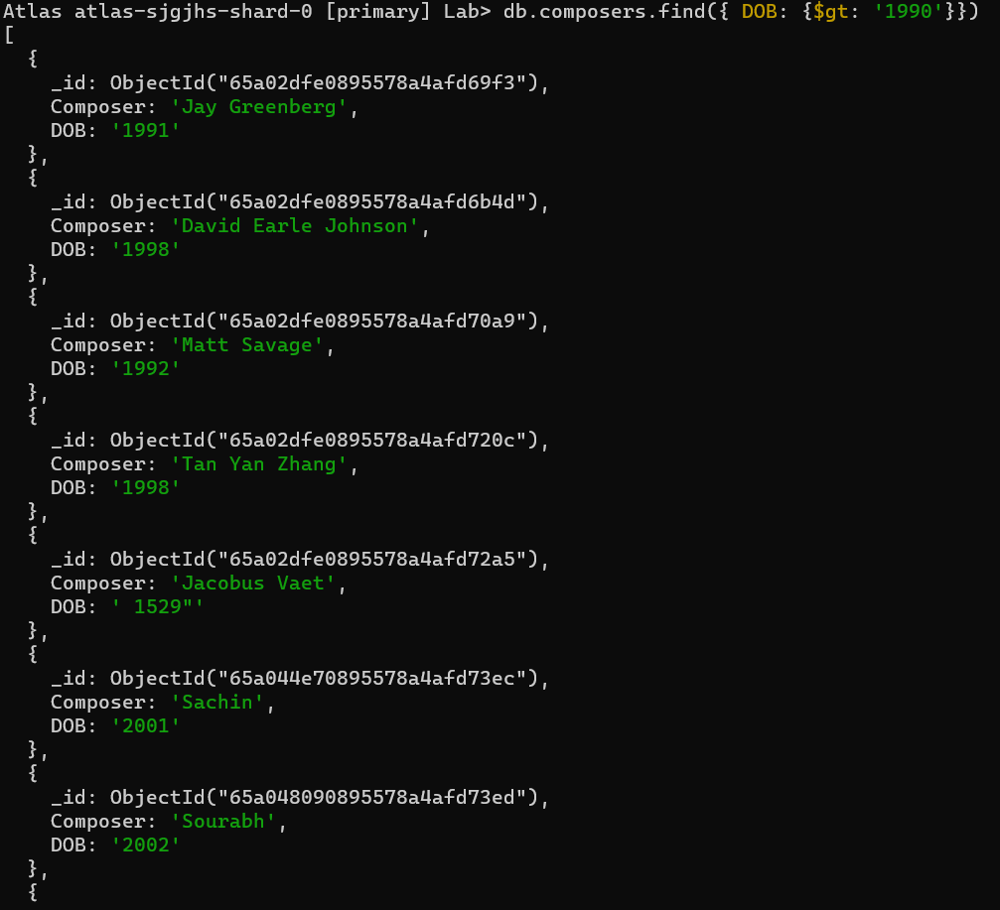 Atlas atlas-sjgjhs-shard-0 [primary] Lab> db.composers.find({ DOB: {$gt: '1990'}})
[
  {
    _id: ObjectId("65a02dfe0895578a4afd69f3"),
    Composer: 'Jay Greenberg',
    DOB: '1991'
  },
  {
    _id: ObjectId("65a02dfe0895578a4afd6b4d"),
    Composer: 'David Earle Johnson',
    DOB: '1998'
  },
  {
    _id: ObjectId("65a02dfe0895578a4afd70a9"),
    Composer: 'Matt Savage',
    DOB: '1992'
  },
  {
    _id: ObjectId("65a02dfe0895578a4afd720c"),
    Composer: 'Tan Yan Zhang',
    DOB: '1998'
  },
  {
    _id: ObjectId("65a02dfe0895578a4afd72a5"),
    Composer: 'Jacobus Vaet',
    DOB: ' 1529"'
  },
  {
    _id: ObjectId("65a044e70895578a4afd73ec"),
    Composer: 'Sachin',
    DOB: '2001'
  },
  {
    _id: ObjectId("65a048090895578a4afd73ed"),
    Composer: 'Sourabh',
    DOB: '2002'
  },
  {